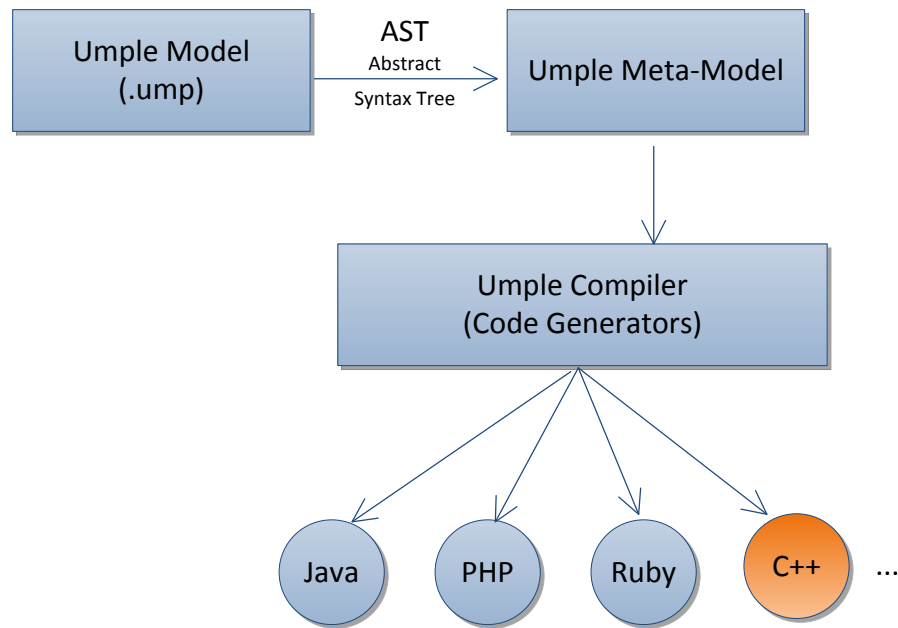 Umple Model
(.ump)
AST
Abstract
Syntax Tree
Umple Meta-Model
Umple Compiler
(Code Generators)
Java
PHP
Ruby
C++
...